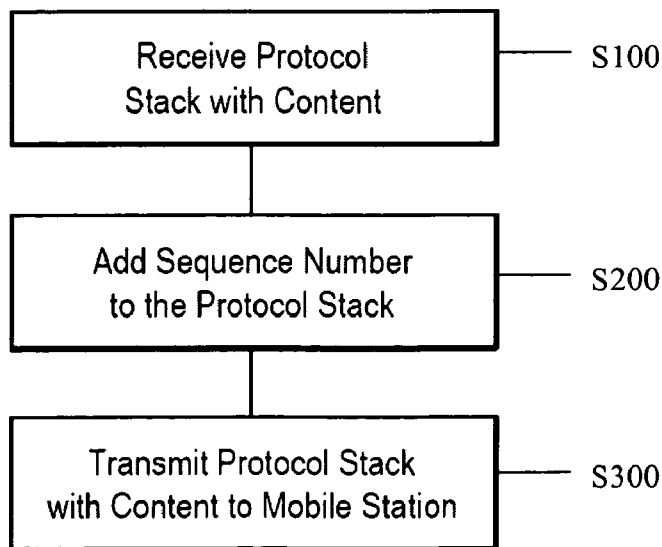 Receive Protocol
Stack with Content
S100
Add Sequence Number
to the Protocol Stack
S200
Transmit Protocol Stack
with Content to Mobile Station
S300